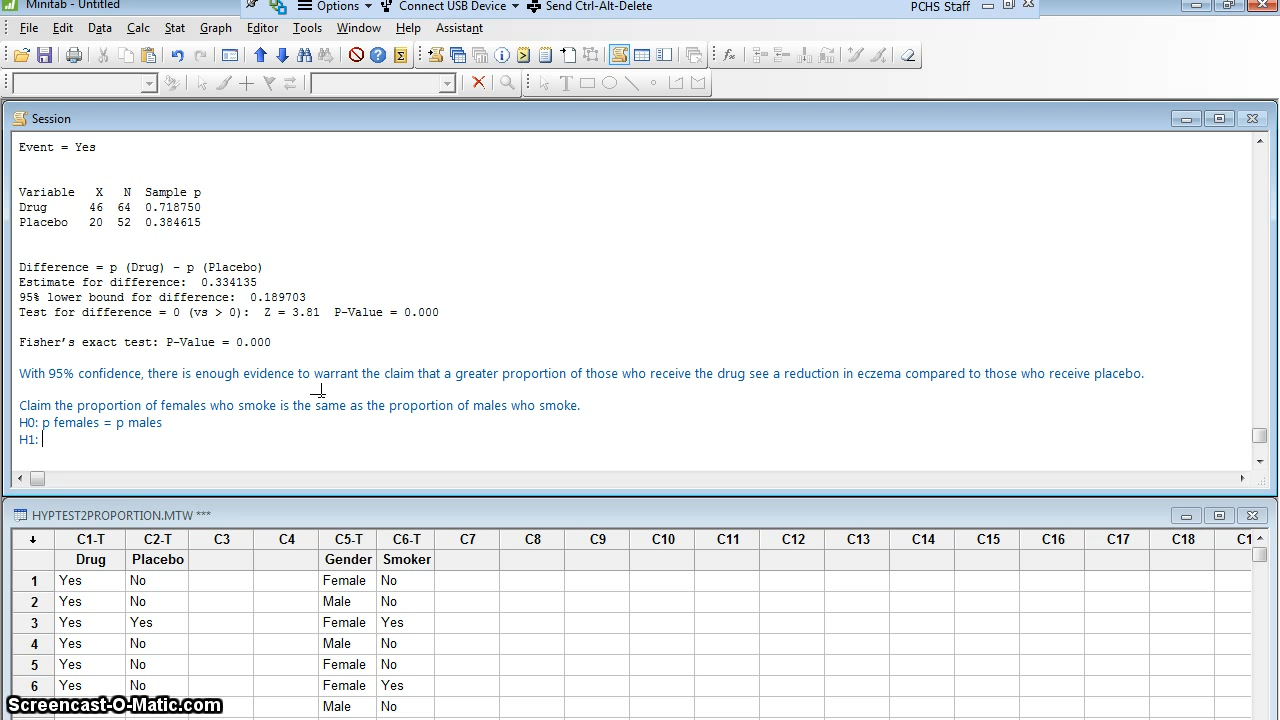 Minitab - Untitled
Options Connect USB Device Send Ctrl-Alt-Delete PCHS Staff
File Edit Data Calc Stat Graph Editor Tools Window Help Assistant
Session
Event = Yes
Variable X N Sample p
Drug 46 64 0.718750
Placebo 20 52 0.384615
Difference = p (Drug) - p (Placebo)
Estimate for difference: 0.334135
95% lower bound for difference: 0.189703
Test for difference = 0 (vs > 0): Z = 3.81 P-Value = 0.000
Fisher's exact test: P-Value = 0.000
With 95% confidence, there is enough evidence to warrant the claim that a greater proportion of those who receive the drug see a reduction in eczema compared to those who receive placebo.
Claim the proportion of females who smoke is the same as the proportion of males who smoke.
H0: p females = p males
H1:
HYPTEST2PROPORTION.MTW ***
C1-T C2-T C3 C4 C5-T C6-T C7 C8 C9 C10 C11 C12 C13 C14 C15 C16 C17 C18 C1
Drug Placebo Gender Smoker
1 Yes No Female No
2 Yes No Male No
3 Yes Yes Female Yes
4 Yes No Male No
5 Yes No Female No
6 Yes No Female Yes
Male No
Screencast-O-Matic.com